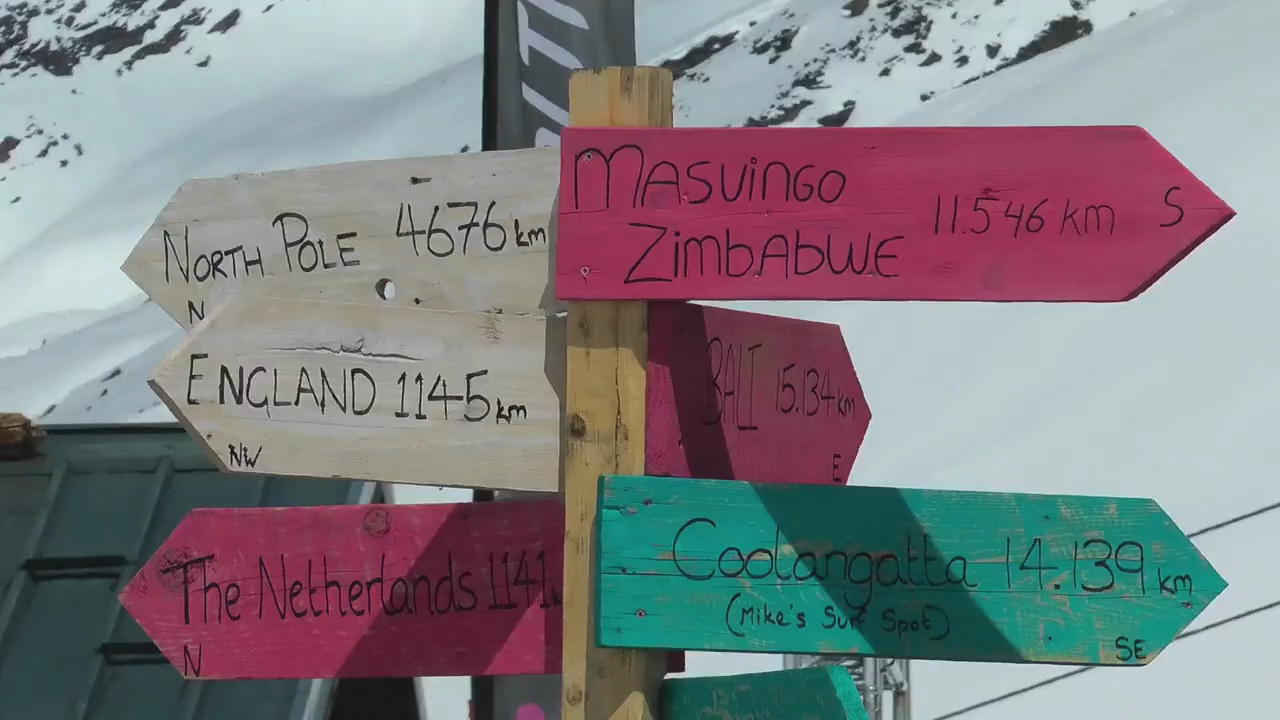 NORTH POLE 4676 km
N
ENGLAND 1145 km
NW
The Netherlands 1141
N
MASVINGO
ZIMBABWE 11.546 km S
BALI 15.134 km
E
Coolangatta 14.139 km
(Mike's Surf Spot)
SE